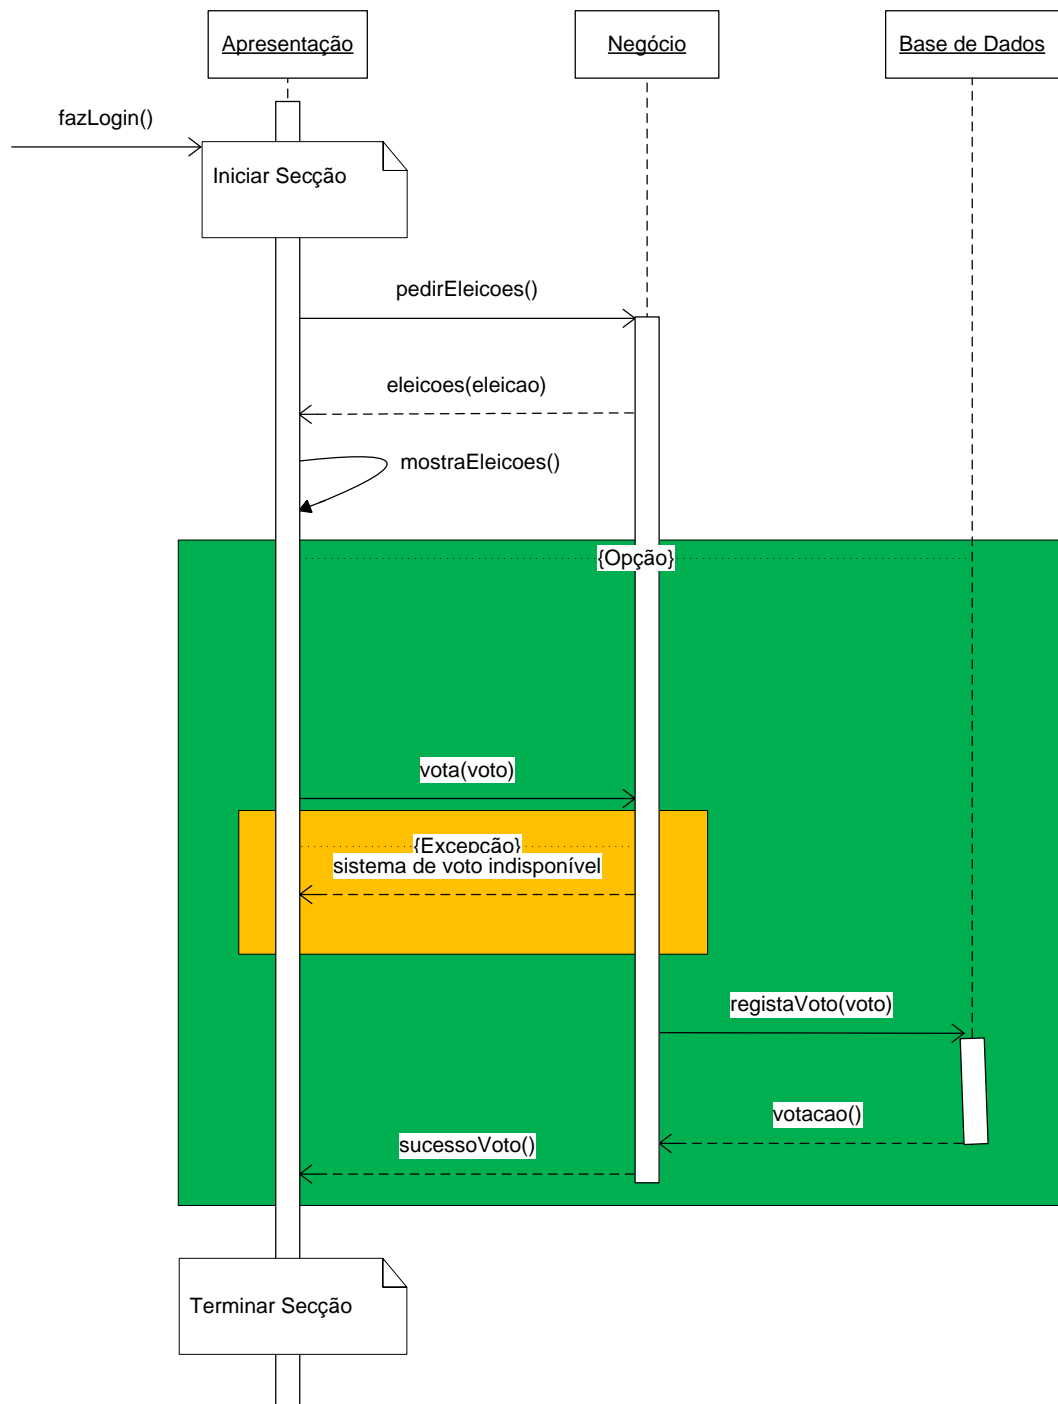 Apresentação
Negócio
Base de Dados
fazLogin()
Iniciar Secção
pedirEleicoes()
eleicoes(eleicao)
mostraEleicoes()
{Opção}
vota(voto)
{Excepção}
sistema de voto indisponível
registaVoto(voto)
votacao()
sucessoVoto()
Terminar Secção